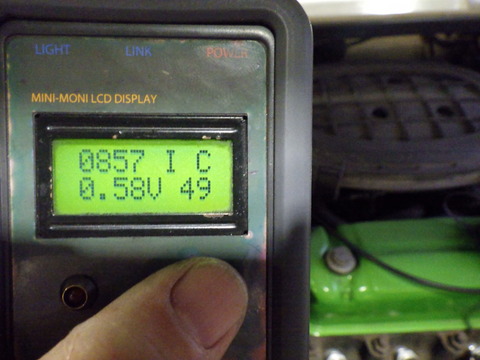 LIGHT LINK POWER
MINI-MONI LCD DISPLAY
0857 I C
0.58V 49